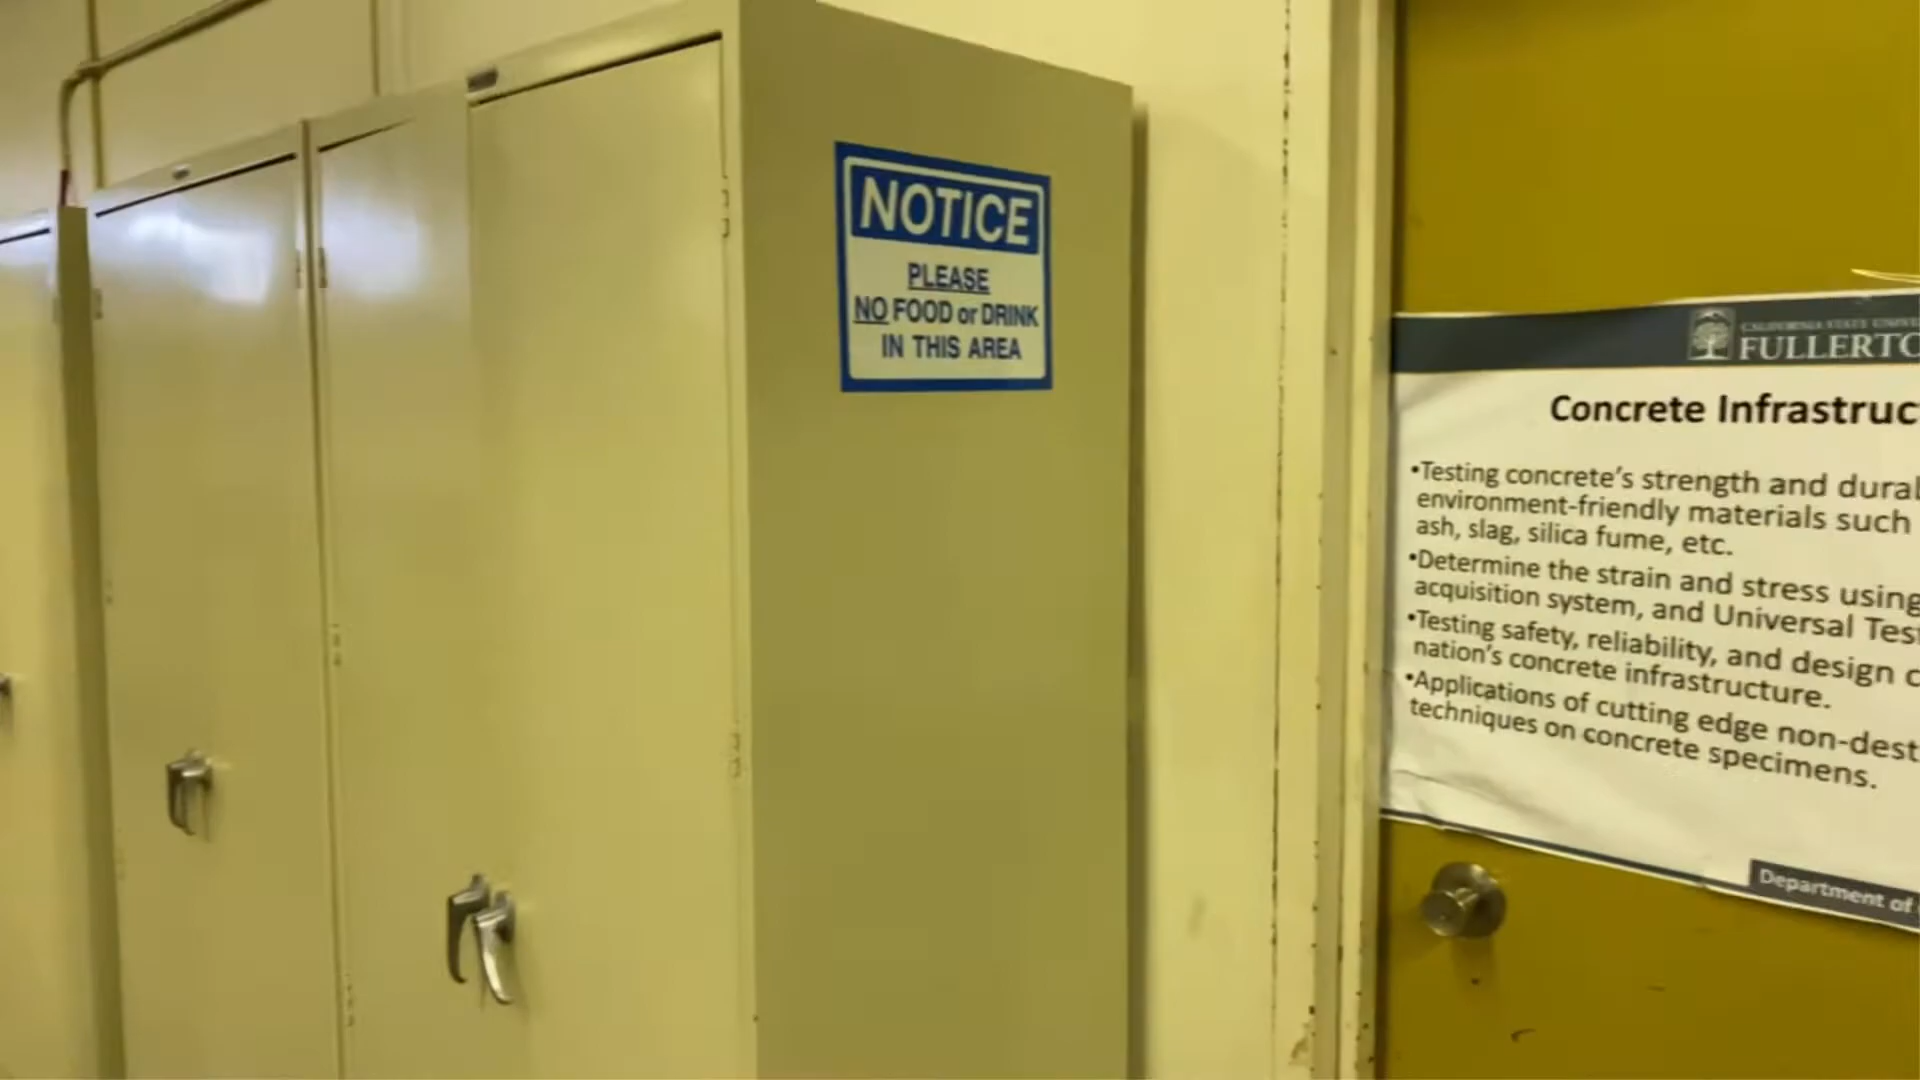 NOTICE
PLEASE
NO FOOD or DRINK
IN THIS AREA
CALIFORNIA STATE
FULLERTO
Concrete Infrastruc
•Testing concrete's strength and dura
environment-friendly materials such
ash, slag, silica fume, etc.
•Determine the strain and stress using
acquisition system, and Universal Tes
•Testing safety, reliability, and design
nation's concrete infrastructure.
•Applications of cutting edge non-dest
techniques on concrete specimens.
Department of